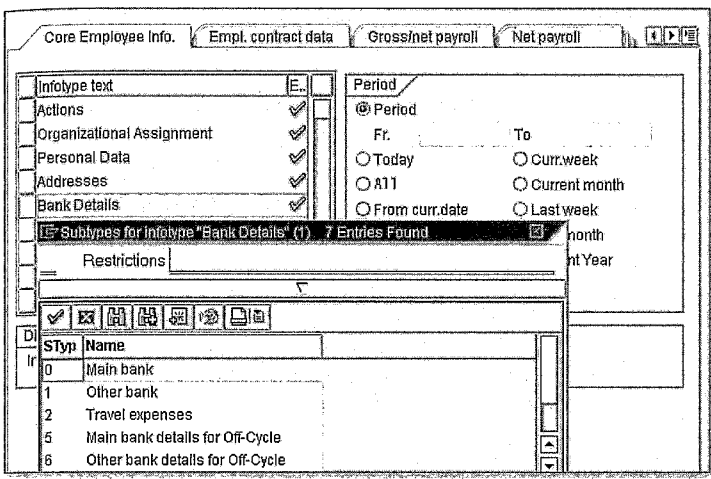 Core Employee Info. Empl. contract data Gross/net payroll Net payroll
Infotype text E..
Actions
Organizational Assignment
Personal Data
Addresses
Bank Details
Period
Period
Fr. To
Today Curr.week
All Current month
From curr.date Last week
month
nt Year
Subtypes for Infotype "Bank Details" (1) 7 Entries Found
Restrictions
STyp Name
0 Main bank
1 Other bank
2 Travel expenses
5 Main bank details for Off-Cycle
6 Other bank details for Off-Cycle